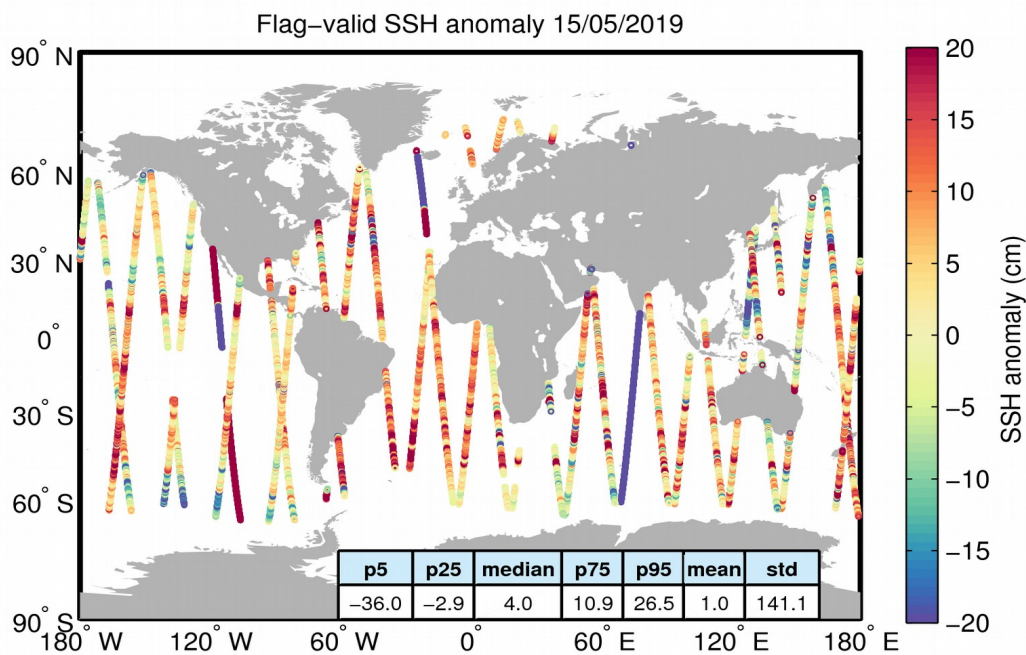 Flag−valid SSH anomaly 15/05/2019
90° N
60° N
30° N
0°
30° S
60° S
90° S
180° W
120° W
60° W
0°
60° E
120° E
180° E
p5 p25 median p75 p95 mean std
−36.0 −2.9 4.0 10.9 26.5 1.0 141.1
20
15
10
5
0
−5
−10
−15
−20
SSH anomaly (cm)